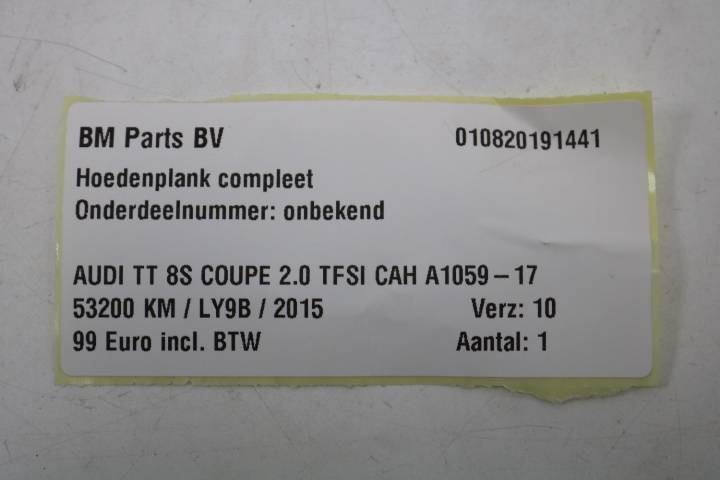 BM Parts BV 010820191441
Hoedenplank compleet
Onderdeelnummer: onbekend
AUDI TT 8S COUPE 2.0 TFSI CAH A1059-17
53200 KM / LY9B / 2015 Verz: 10
99 Euro incl. BTW Aantal: 1